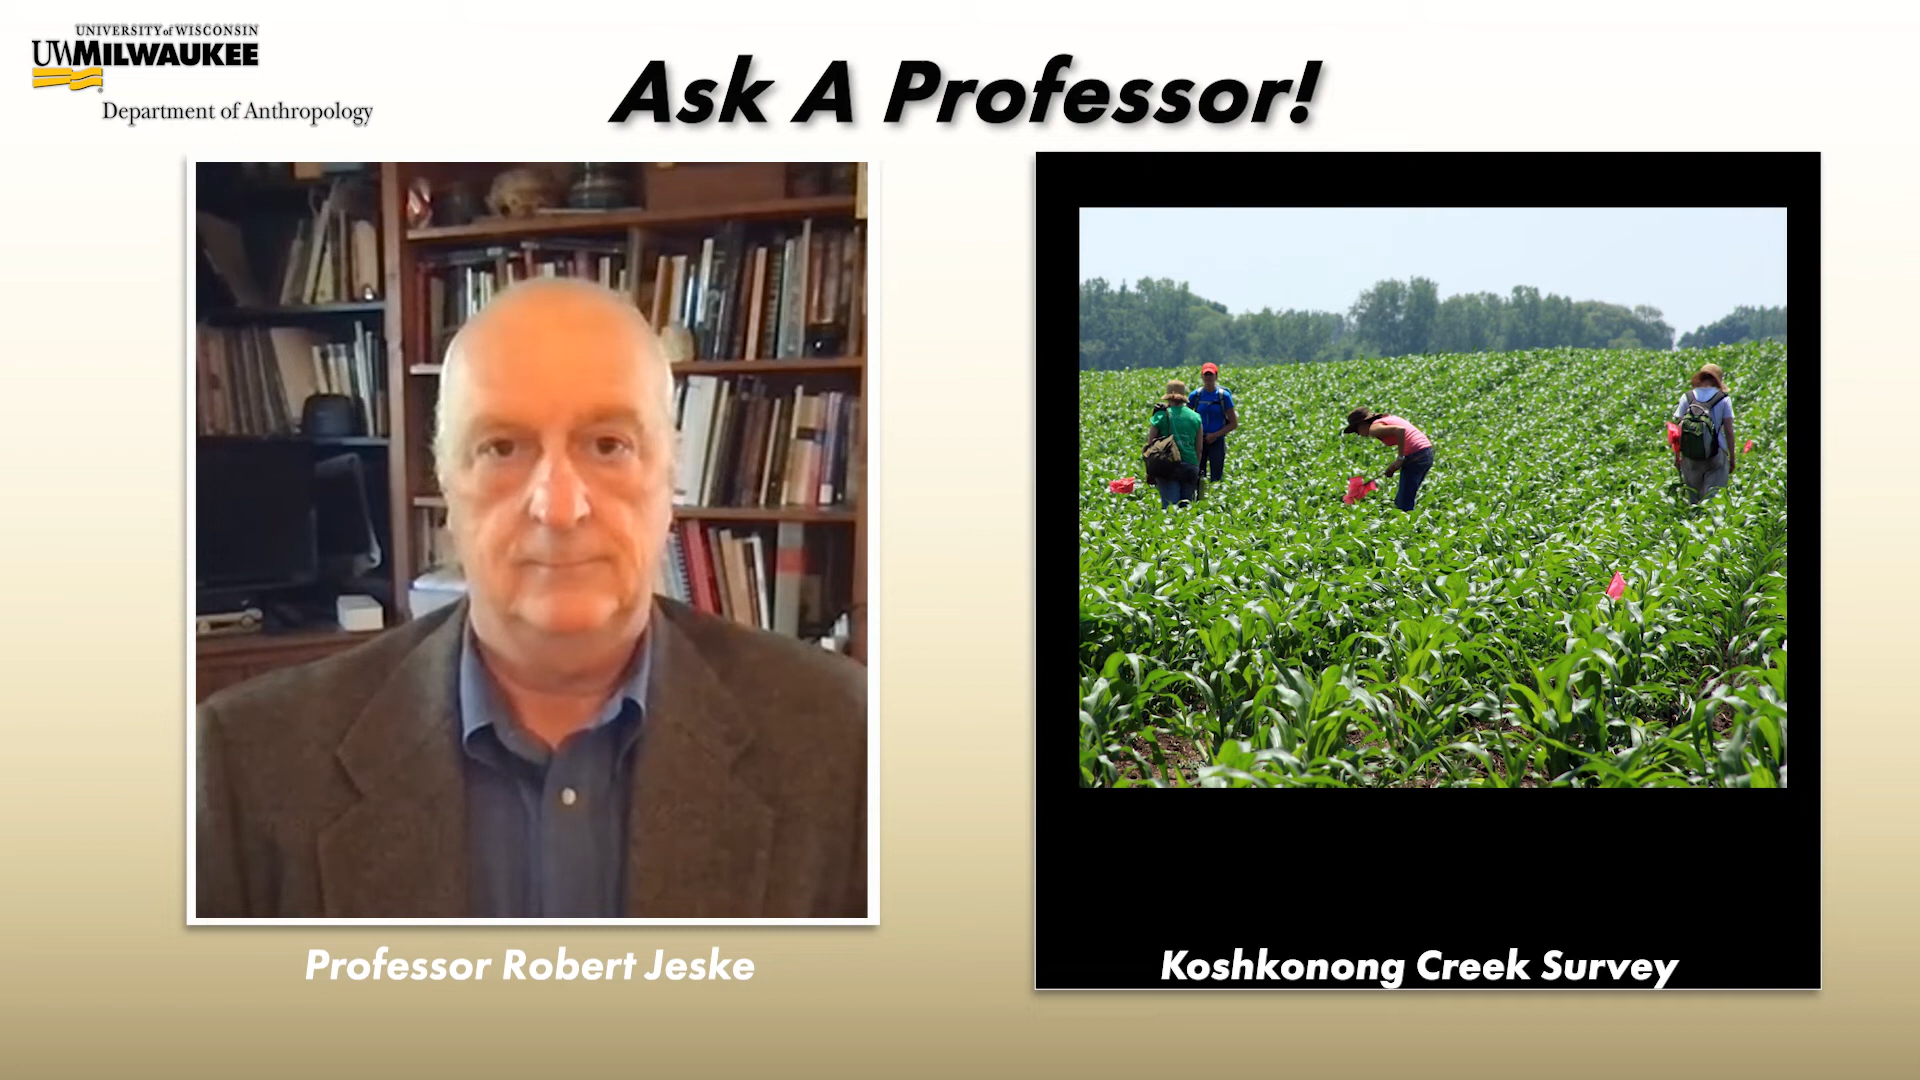 UNIVERSITY of WISCONSIN
UWMILWAUKEE
Department of Anthropology
Ask A Professor!
Professor Robert Jeske
Koshkonong Creek Survey